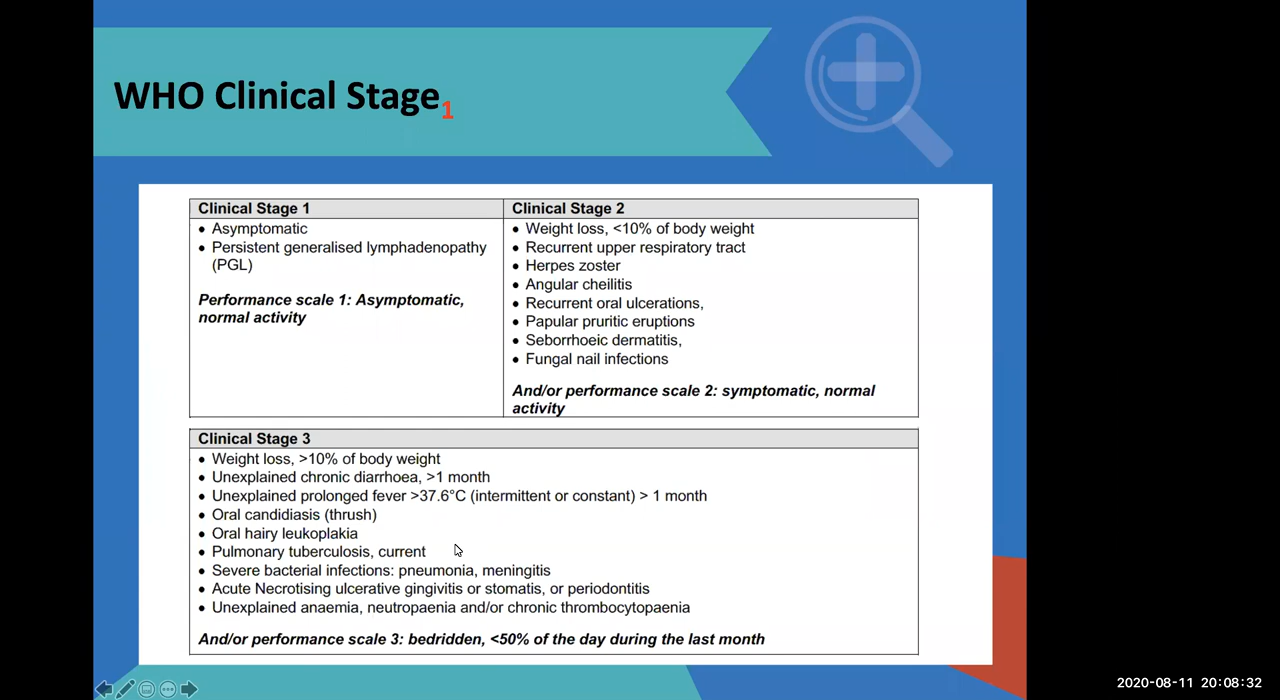 WHO Clinical Stage1
Clinical Stage 1
• Asymptomatic
• Persistent generalised lymphadenopathy
(PGL)
Performance scale 1: Asymptomatic,
normal activity
Clinical Stage 2
• Weight loss, <10% of body weight
• Recurrent upper respiratory tract
• Herpes zoster
• Angular cheilitis
• Recurrent oral ulcerations,
• Papular pruritic eruptions
• Seborrhoeic dermatitis,
• Fungal nail infections
And/or performance scale 2: symptomatic, normal
activity
Clinical Stage 3
• Weight loss, >10% of body weight
• Unexplained chronic diarrhoea, >1 month
• Unexplained prolonged fever >37.6°C (intermittent or constant) > 1 month
• Oral candidiasis (thrush)
• Oral hairy leukoplakia
• Pulmonary tuberculosis, current
• Severe bacterial infections: pneumonia, meningitis
• Acute Necrotising ulcerative gingivitis or stomatis, or periodontitis
• Unexplained anaemia, neutropaenia and/or chronic thrombocytopaenia
And/or performance scale 3: bedridden, <50% of the day during the last month
2020-08-11 20:08:32